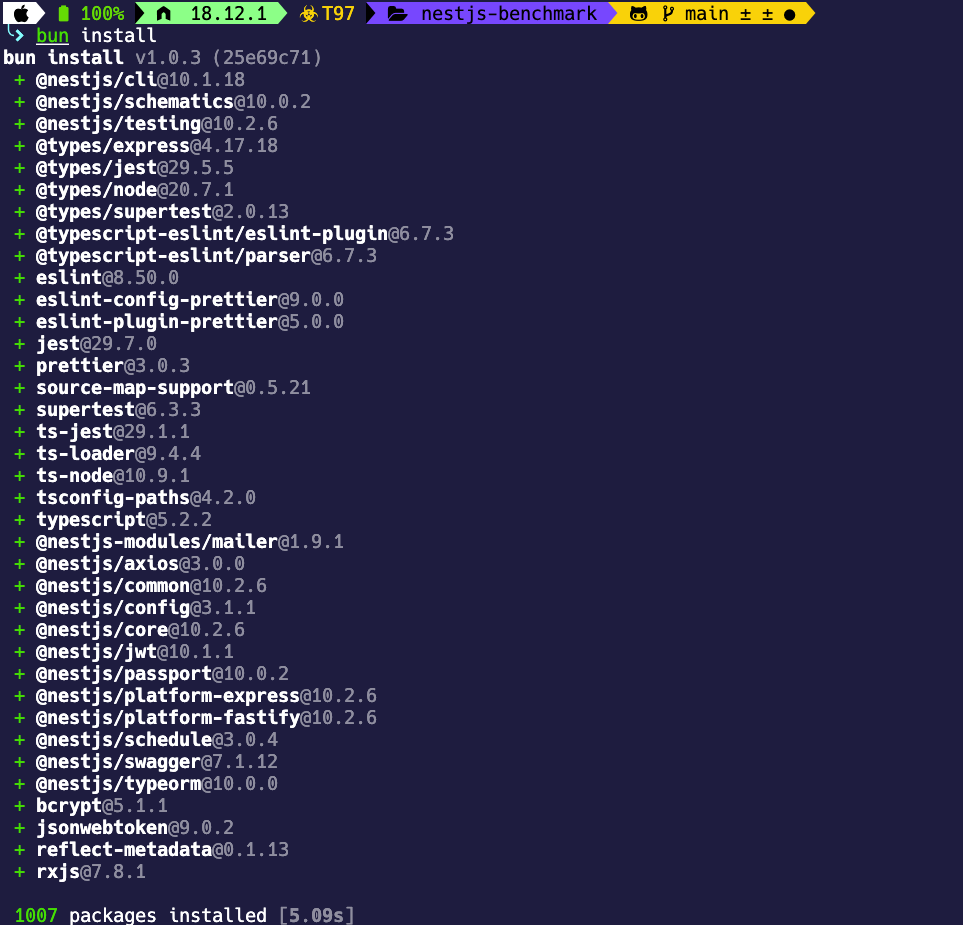 100% 18.12.1 T97 nestjs-benchmark main ± ± ●
bun install
bun install v1.0.3 (25e69c71)
+ @nestjs/cli@10.1.18
+ @nestjs/schematics@10.0.2
+ @nestjs/testing@10.2.6
+ @types/express@4.17.18
+ @types/jest@29.5.5
+ @types/node@20.7.1
+ @types/supertest@2.0.13
+ @typescript-eslint/eslint-plugin@6.7.3
+ @typescript-eslint/parser@6.7.3
+ eslint@8.50.0
+ eslint-config-prettier@9.0.0
+ eslint-plugin-prettier@5.0.0
+ jest@29.7.0
+ prettier@3.0.3
+ source-map-support@0.5.21
+ supertest@6.3.3
+ ts-jest@29.1.1
+ ts-loader@9.4.4
+ ts-node@10.9.1
+ tsconfig-paths@4.2.0
+ typescript@5.2.2
+ @nestjs-modules/mailer@1.9.1
+ @nestjs/axios@3.0.0
+ @nestjs/common@10.2.6
+ @nestjs/config@3.1.1
+ @nestjs/core@10.2.6
+ @nestjs/jwt@10.1.1
+ @nestjs/passport@10.0.2
+ @nestjs/platform-express@10.2.6
+ @nestjs/platform-fastify@10.2.6
+ @nestjs/schedule@3.0.4
+ @nestjs/swagger@7.1.12
+ @nestjs/typeorm@10.0.0
+ bcrypt@5.1.1
+ jsonwebtoken@9.0.2
+ reflect-metadata@0.1.13
+ rxjs@7.8.1
1007 packages installed [5.09s]